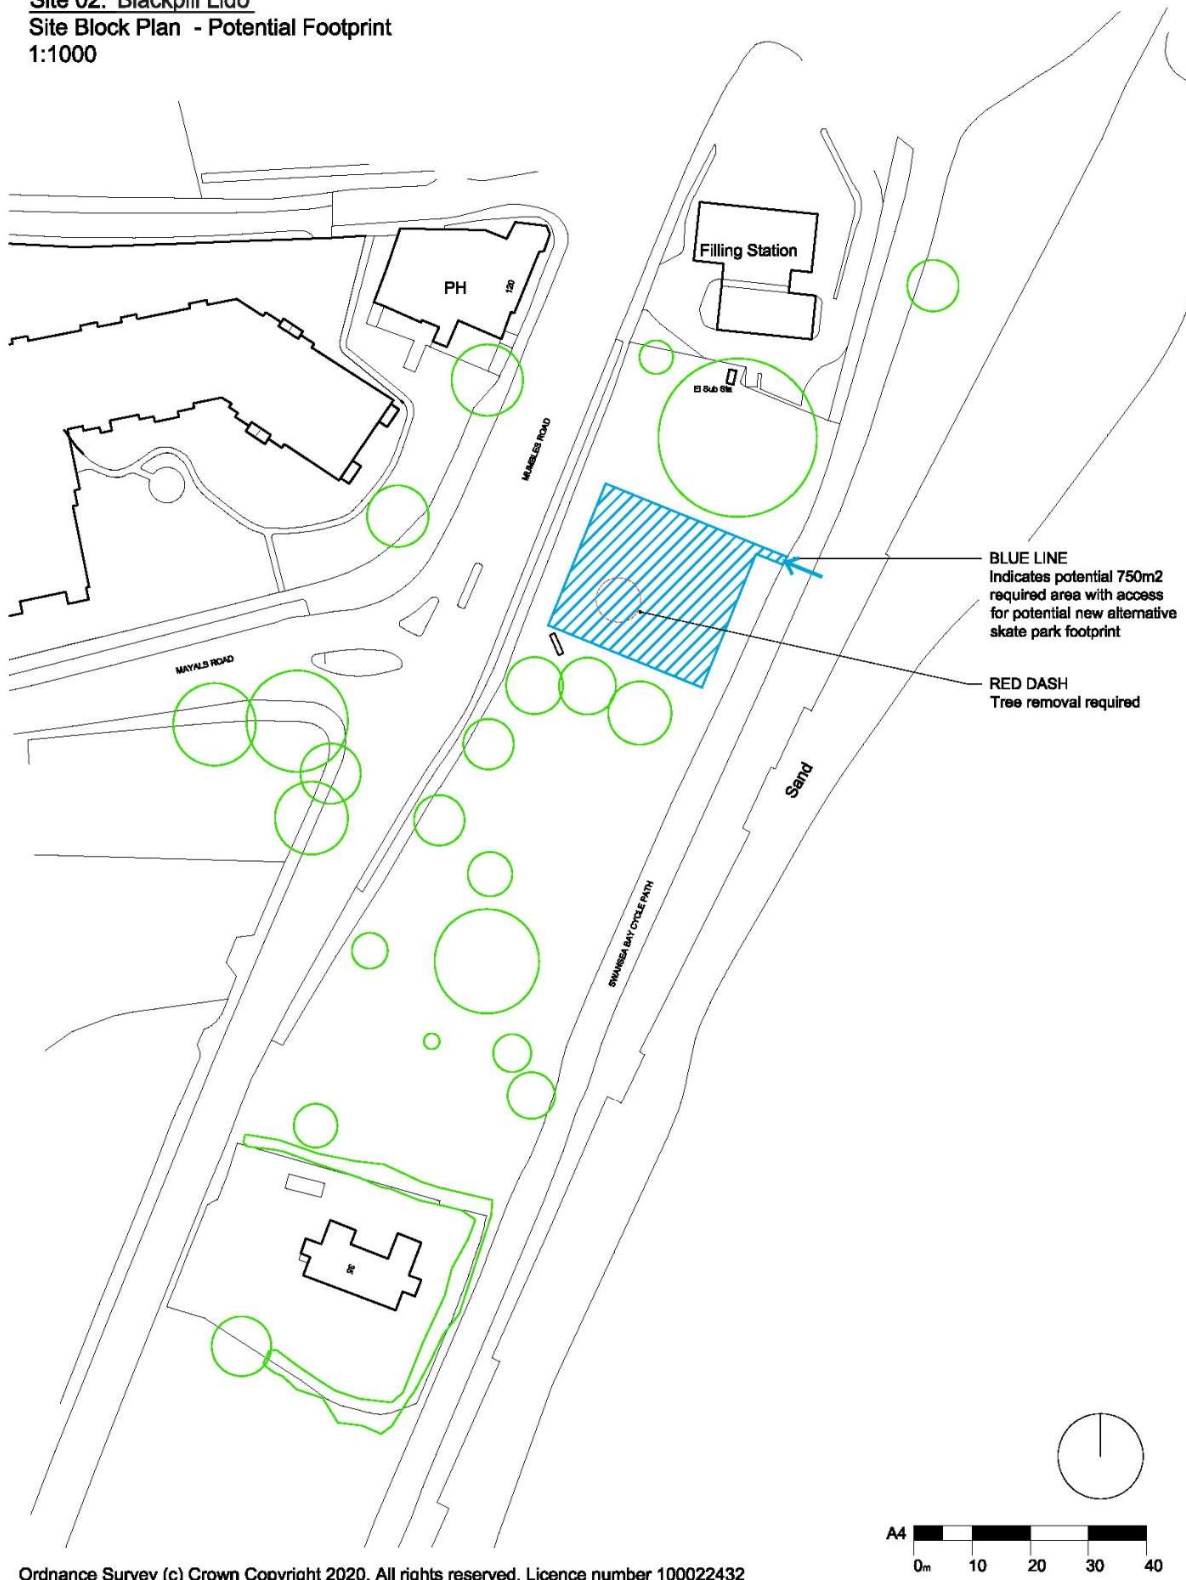 Site 02: Blackpill Lido
Site Block Plan - Potential Footprint
1:1000
Filling Station
PH
120
El Sub Sta
MUMBLES ROAD
BLUE LINE
Indicates potential 750m2
required area with access
for potential new alternative
skate park footprint
MAYALS ROAD
RED DASH
Tree removal required
Sand
SWANSEA BAY CYCLE PATH
35
A4
0m 10 20 30 40
Ordnance Survey (c) Crown Copyright 2020. All rights reserved. Licence number 100022432